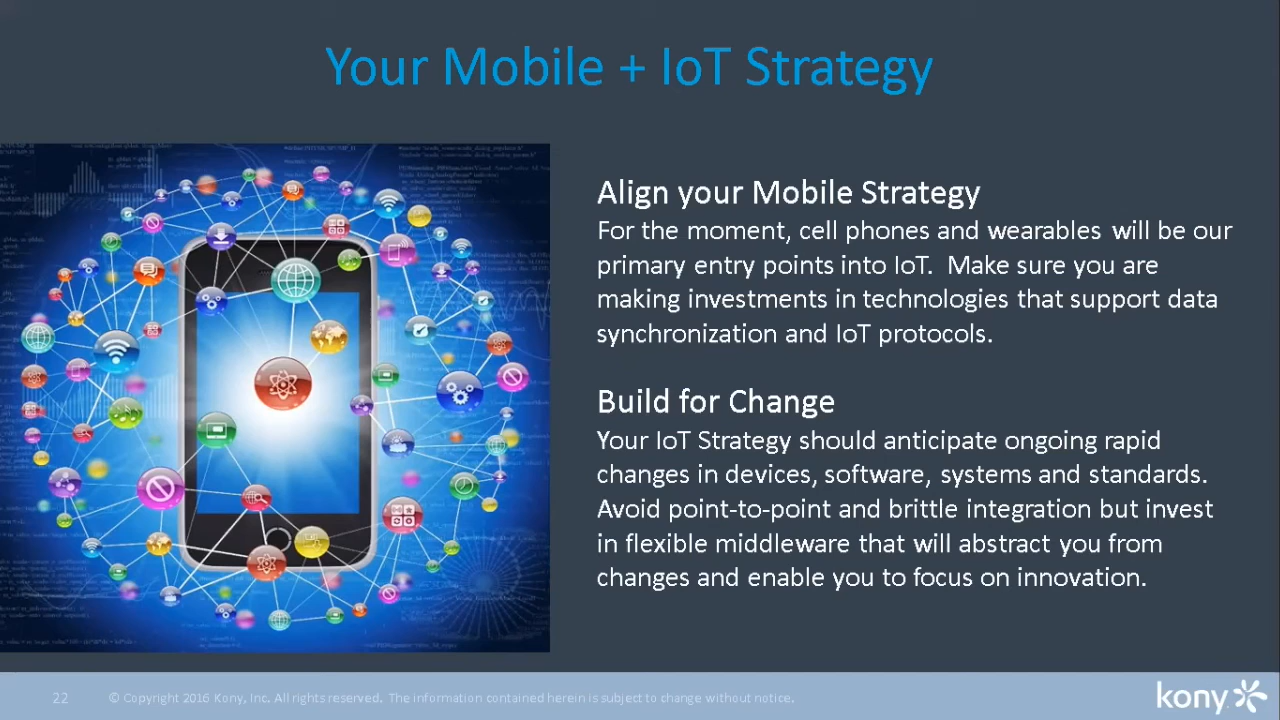 Your Mobile + IoT Strategy
Align your Mobile Strategy
For the moment, cell phones and wearables will be our
primary entry points into IoT.  Make sure you are
making investments in technologies that support data
synchronization and IoT protocols.
Build for Change
Your IoT Strategy should anticipate ongoing rapid
changes in devices, software, systems and standards.
Avoid point-to-point and brittle integration but invest
in flexible middleware that will abstract you from
changes and enable you to focus on innovation.
22
© Copyright 2016 Kony, Inc. All rights reserved.  The information contained herein is subject to change without notice.
kony